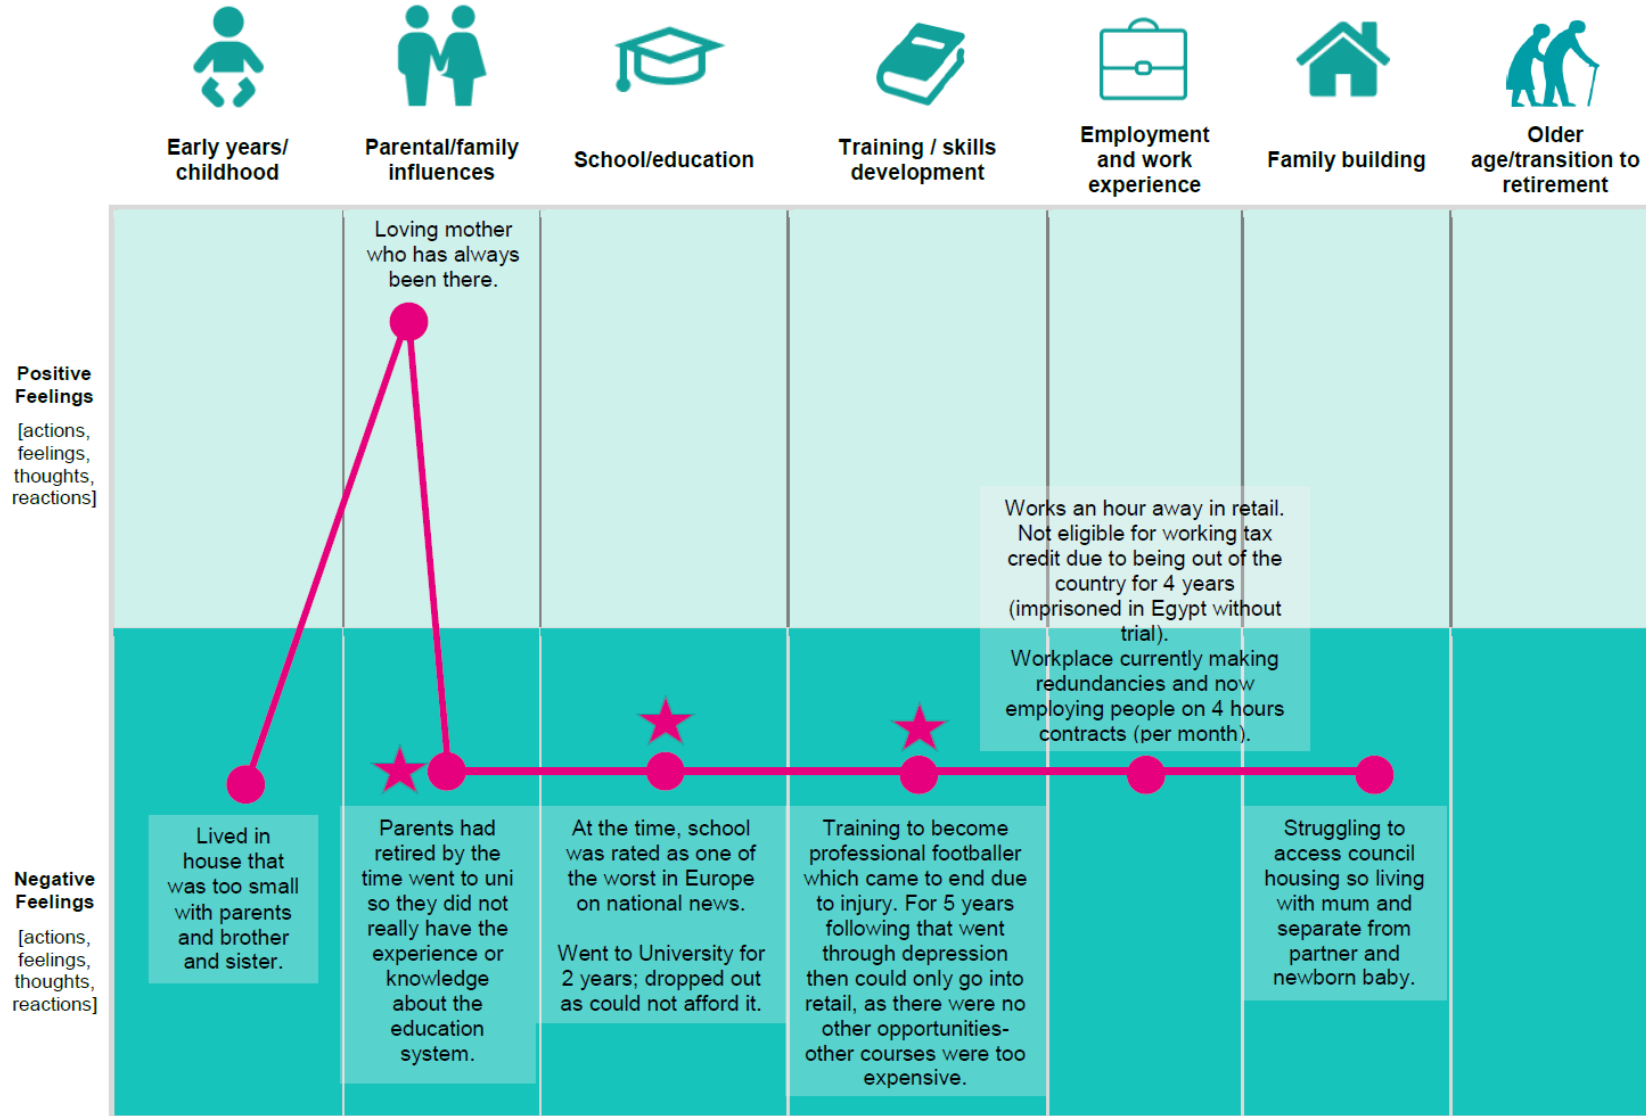 Early years/
childhood
Parental/family
influences
School/education
Training / skills
development
Employment
and work
experience
Family building
Older
age/transition to
retirement
Positive
Feelings
[actions,
feelings,
thoughts,
reactions]
Loving mother
who has always
been there.
Works an hour away in retail.
Not eligible for working tax
credit due to being out of the
country for 4 years
(imprisoned in Egypt without
trial).
Workplace currently making
redundancies and now
employing people on 4 hours
contracts (per month).
Negative
Feelings
[actions,
feelings,
thoughts,
reactions]
Lived in
house that
was too small
with parents
and brother
and sister.
Parents had
retired by the
time went to uni
so they did not
really have the
experience or
knowledge
about the
education
system.
At the time, school
was rated as one of
the worst in Europe
on national news.
Went to University for
2 years; dropped out
as could not afford it.
Training to become
professional footballer
which came to end due
to injury. For 5 years
following that went
through depression
then could only go into
retail, as there were no
other opportunities-
other courses were too
expensive.
Struggling to
access council
housing so living
with mum and
separate from
partner and
newborn baby.